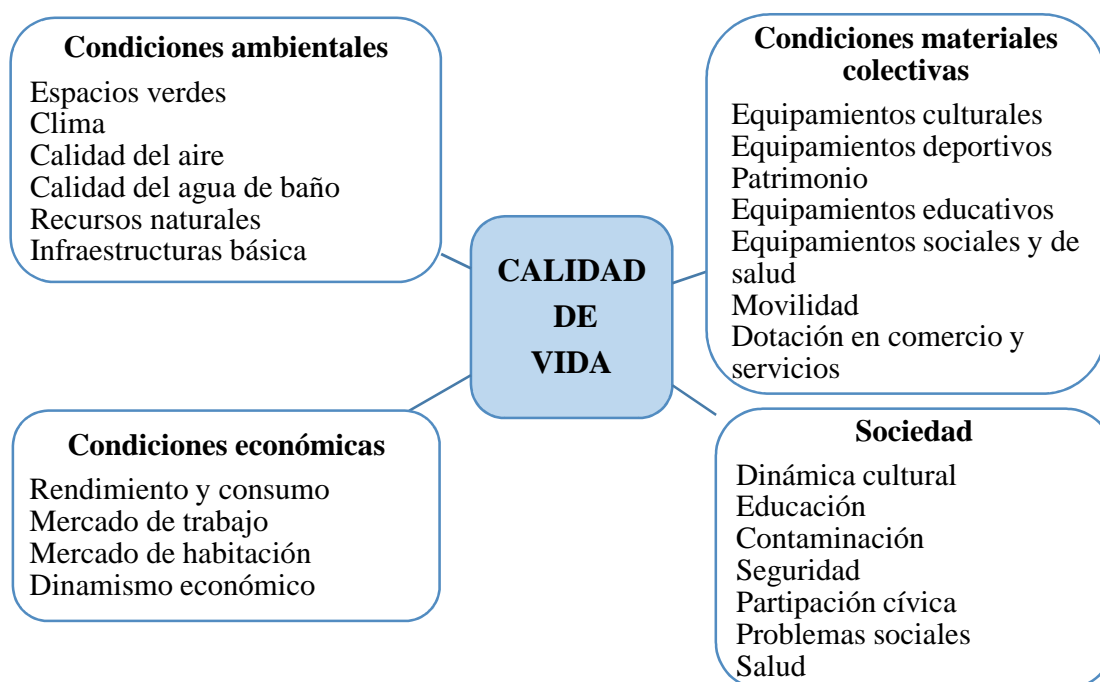 Condiciones ambientales
Espacios verdes
Clima
Calidad del aire
Calidad del agua de baño
Recursos naturales
Infraestructuras básica
Condiciones materiales
colectivas
Equipamientos culturales
Equipamientos deportivos
Patrimonio
Equipamientos educativos
Equipamientos sociales y de
salud
Movilidad
Dotación en comercio y
servicios
CALIDAD
DE
VIDA
Condiciones económicas
Rendimiento y consumo
Mercado de trabajo
Mercado de habitación
Dinamismo económico
Sociedad
Dinámica cultural
Educación
Contaminación
Seguridad
Partipación cívica
Problemas sociales
Salud